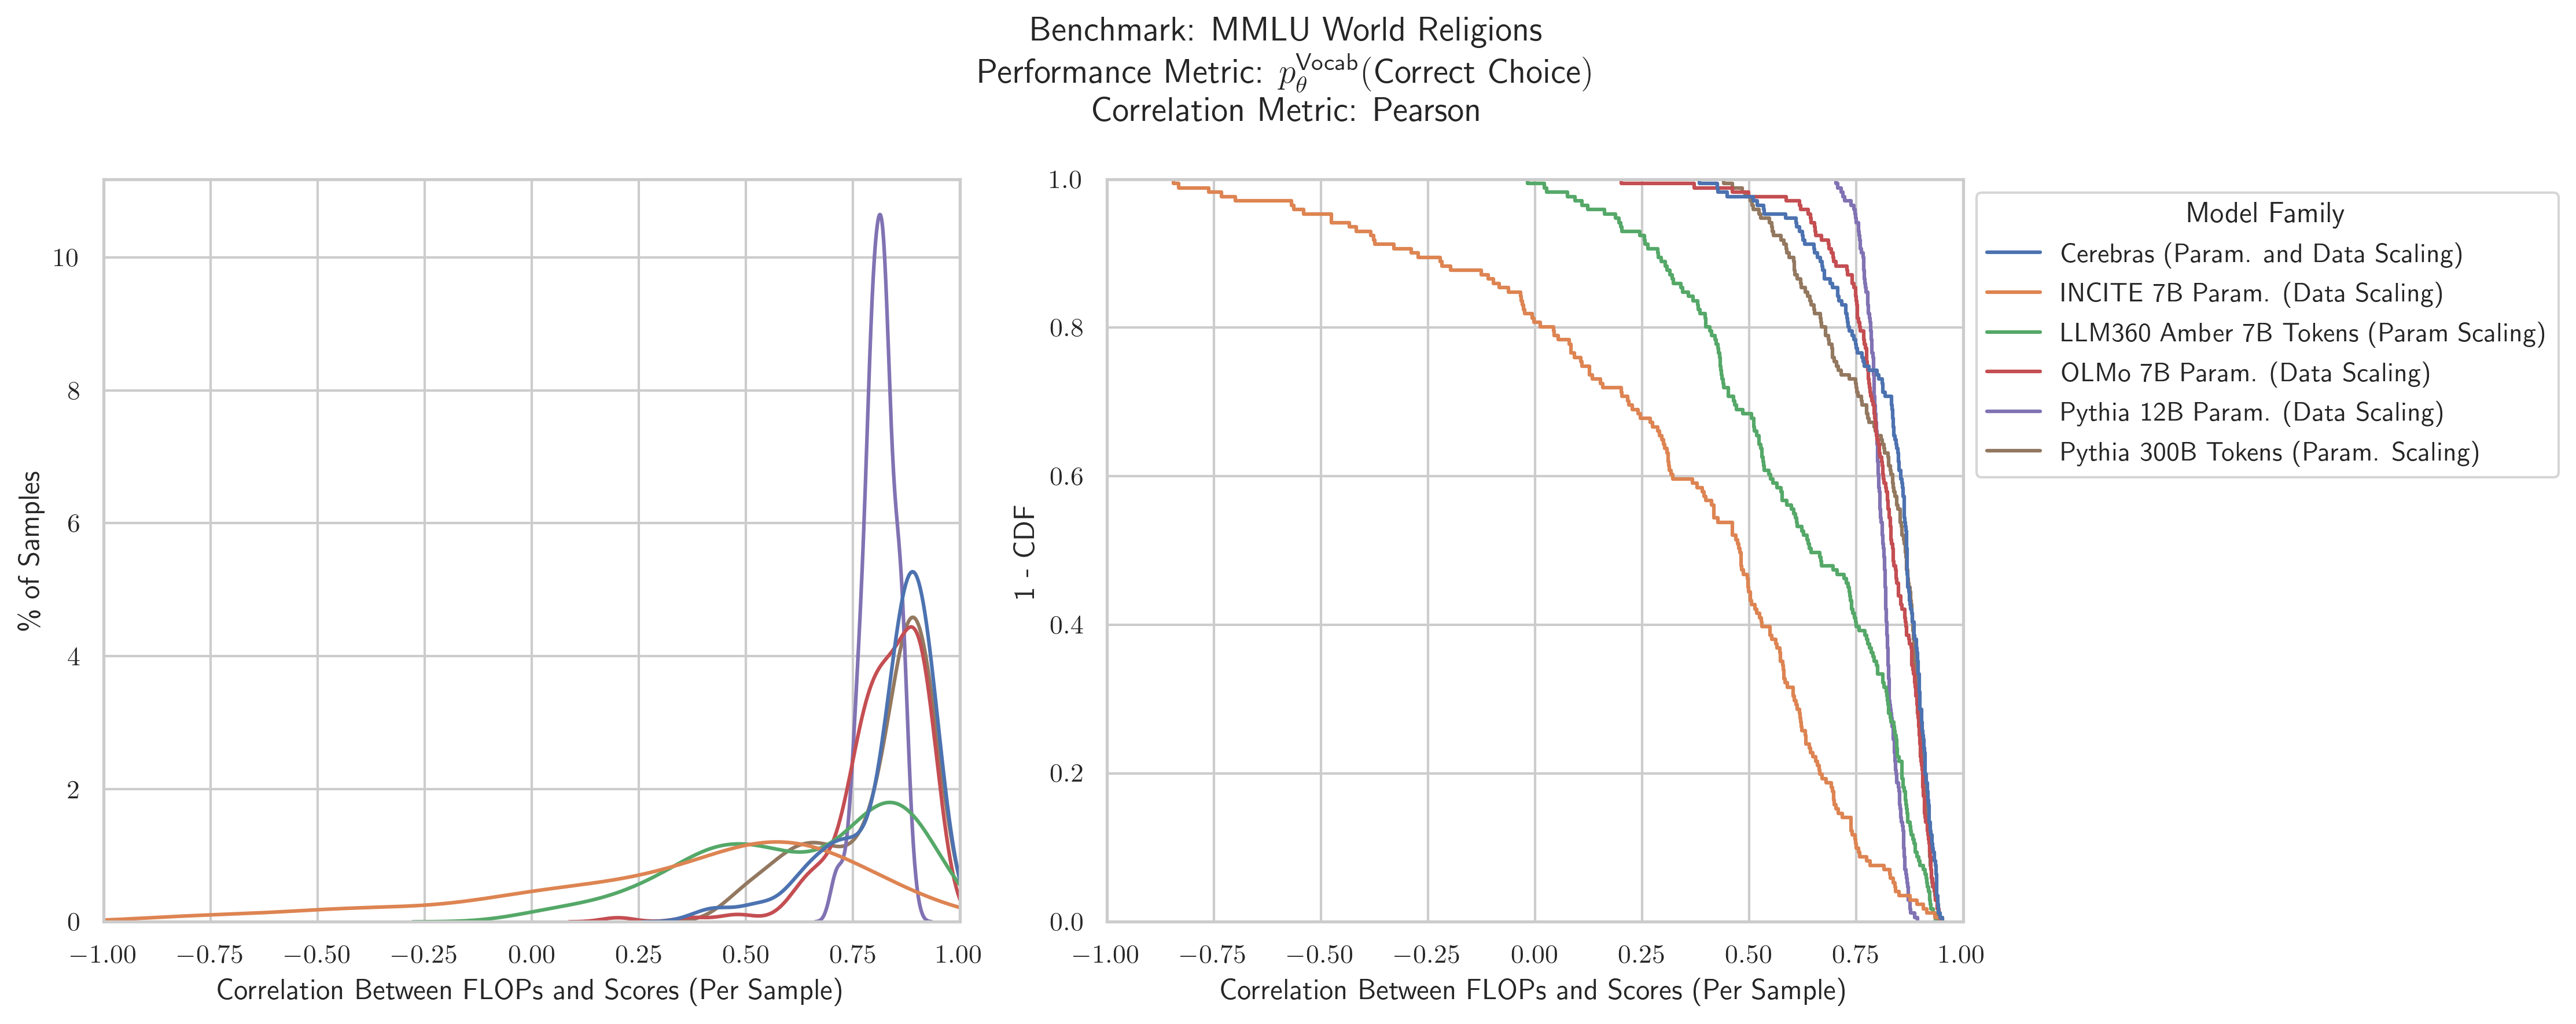 Benchmark: MMLU World Religions
Performance Metric: $p_\theta^{\text{Vocab}}$(Correct Choice)
Correlation Metric: Pearson
% of Samples
10
8
6
4
2
0
−1.00 −0.75 −0.50 −0.25 0.00 0.25 0.50 0.75 1.00
Correlation Between FLOPs and Scores (Per Sample)
1 - CDF
1.0
0.8
0.6
0.4
0.2
0.0
−1.00 −0.75 −0.50 −0.25 0.00 0.25 0.50 0.75 1.00
Correlation Between FLOPs and Scores (Per Sample)
Model Family
Cerebras (Param. and Data Scaling)
INCITE 7B Param. (Data Scaling)
LLM360 Amber 7B Tokens (Param Scaling)
OLMo 7B Param. (Data Scaling)
Pythia 12B Param. (Data Scaling)
Pythia 300B Tokens (Param. Scaling)